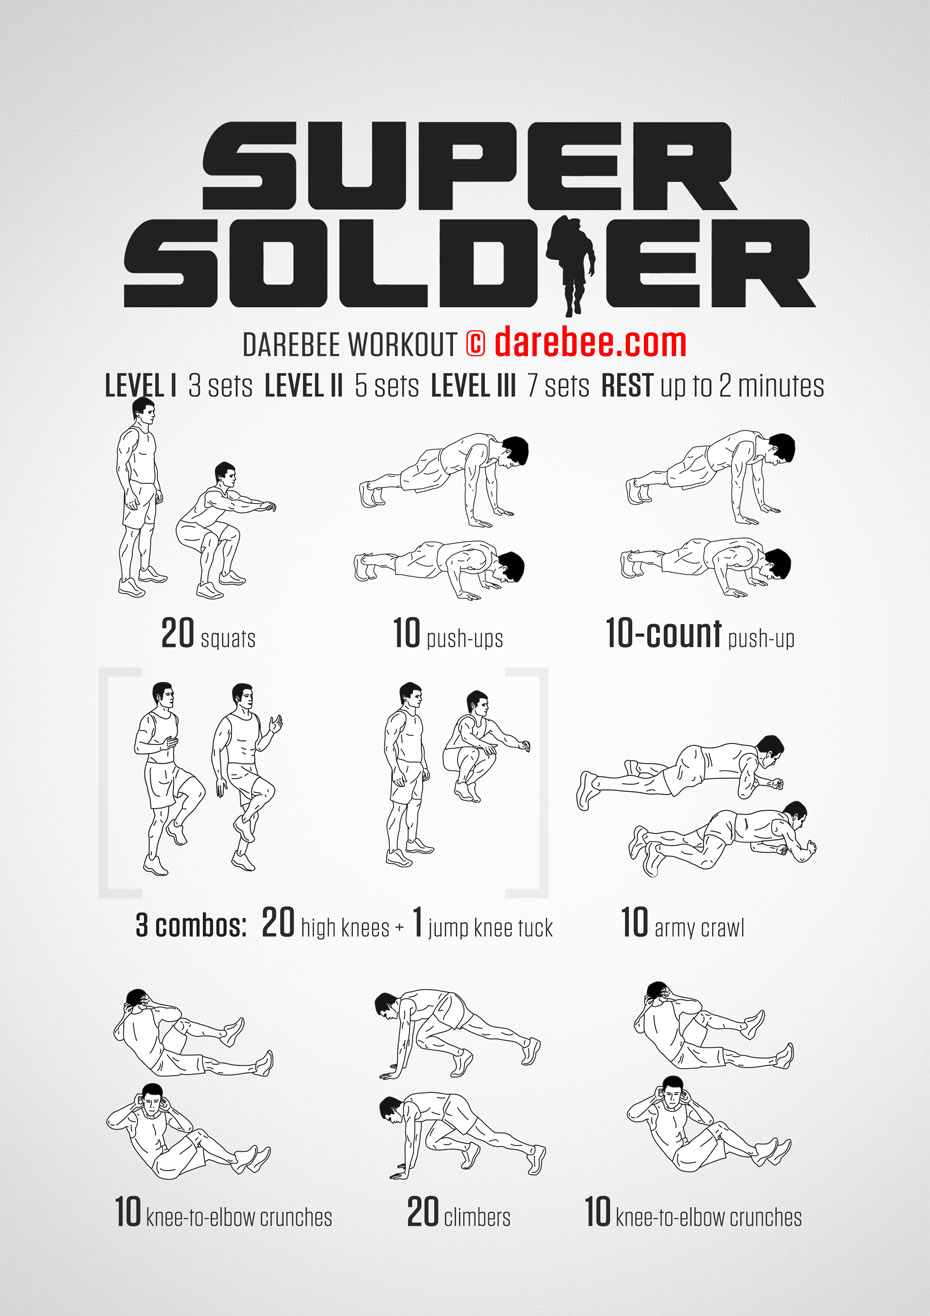 SUPER
SOLDIER
DAREBEE WORKOUT © darebee.com
LEVEL I 3 sets LEVEL II 5 sets LEVEL III 7 sets REST up to 2 minutes
20 squats
10 push-ups
10-count push-up
3 combos: 20 high knees + 1 jump knee tuck
10 army crawl
10 knee-to-elbow crunches
20 climbers
10 knee-to-elbow crunches